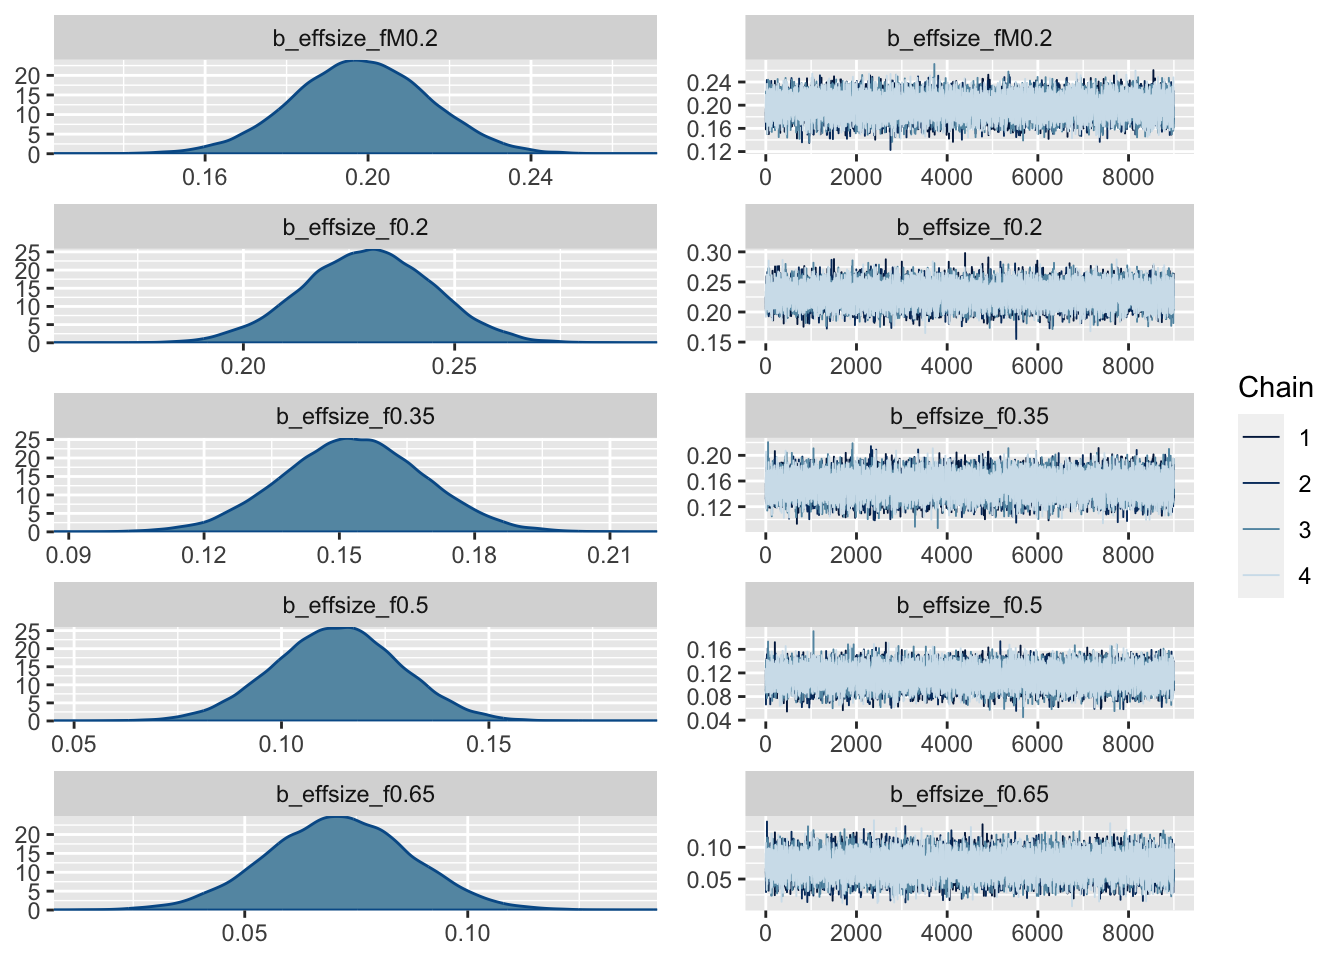 b_effsize_fM0.2
20
15
10
5
0
0.16 0.20 0.24
b_effsize_fM0.2
0.24
0.20
0.16
0.12
0 2000 4000 6000 8000
b_effsize_f0.2
25
20
15
10
5
0
0.20 0.25
b_effsize_f0.2
0.30
0.25
0.20
0.15
0 2000 4000 6000 8000
b_effsize_f0.35
25
20
15
10
5
0
0.09 0.12 0.15 0.18 0.21
b_effsize_f0.35
0.20
0.16
0.12
0 2000 4000 6000 8000
b_effsize_f0.5
25
20
15
10
5
0
0.05 0.10 0.15
b_effsize_f0.5
0.16
0.12
0.08
0.04
0 2000 4000 6000 8000
b_effsize_f0.65
20
15
10
5
0
0.05 0.10
b_effsize_f0.65
0.10
0.05
0 2000 4000 6000 8000
Chain
1
2
3
4